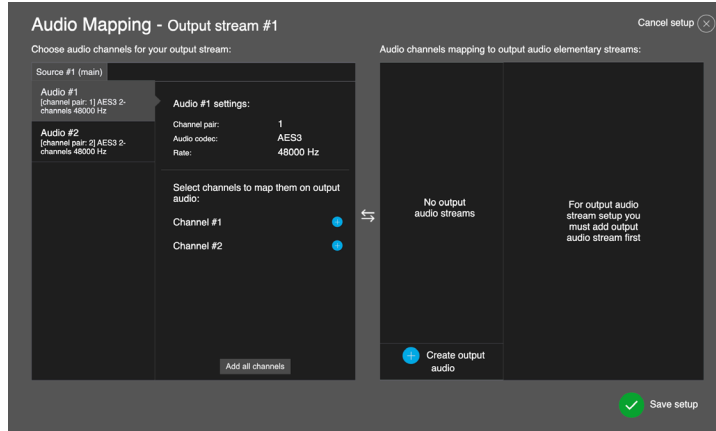 Audio Mapping - Output stream #1
Cancel setup
Choose audio channels for your output stream:
Audio channels mapping to output audio elementary streams:
Source #1 (main)
Audio #1
[channel pair: 1] AES3 2-
channels 48000 Hz
Audio #2
[channel pair: 2] AES3 2-
channels 48000 Hz
Audio #1 settings:
Channel pair: 1
Audio codec: AES3
Rate: 48000 Hz
Select channels to map them on output
audio:
Channel #1
Channel #2
Add all channels
No output
audio streams
Create output
audio
For output audio
stream setup you
must add output
audio stream first
Save setup